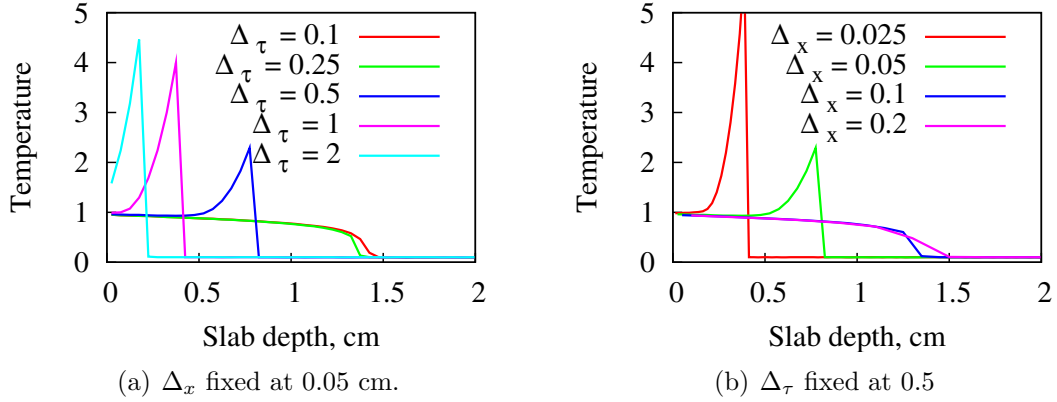 5
4
3
2
1
0
Temperature
Δ τ = 0.1
Δ τ = 0.25
Δ τ = 0.5
Δ τ = 1
Δ τ = 2
0 0.5 1 1.5 2
Slab depth, cm
(a) Δx fixed at 0.05 cm.
5
4
3
2
1
0
Temperature
Δ x = 0.025
Δ x = 0.05
Δ x = 0.1
Δ x = 0.2
0 0.5 1 1.5 2
Slab depth, cm
(b) Δτ fixed at 0.5